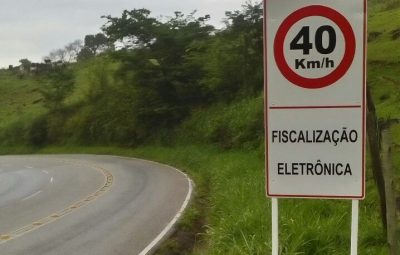 40
Km/h
FISCALIZAÇÃO
ELETRÔNICA